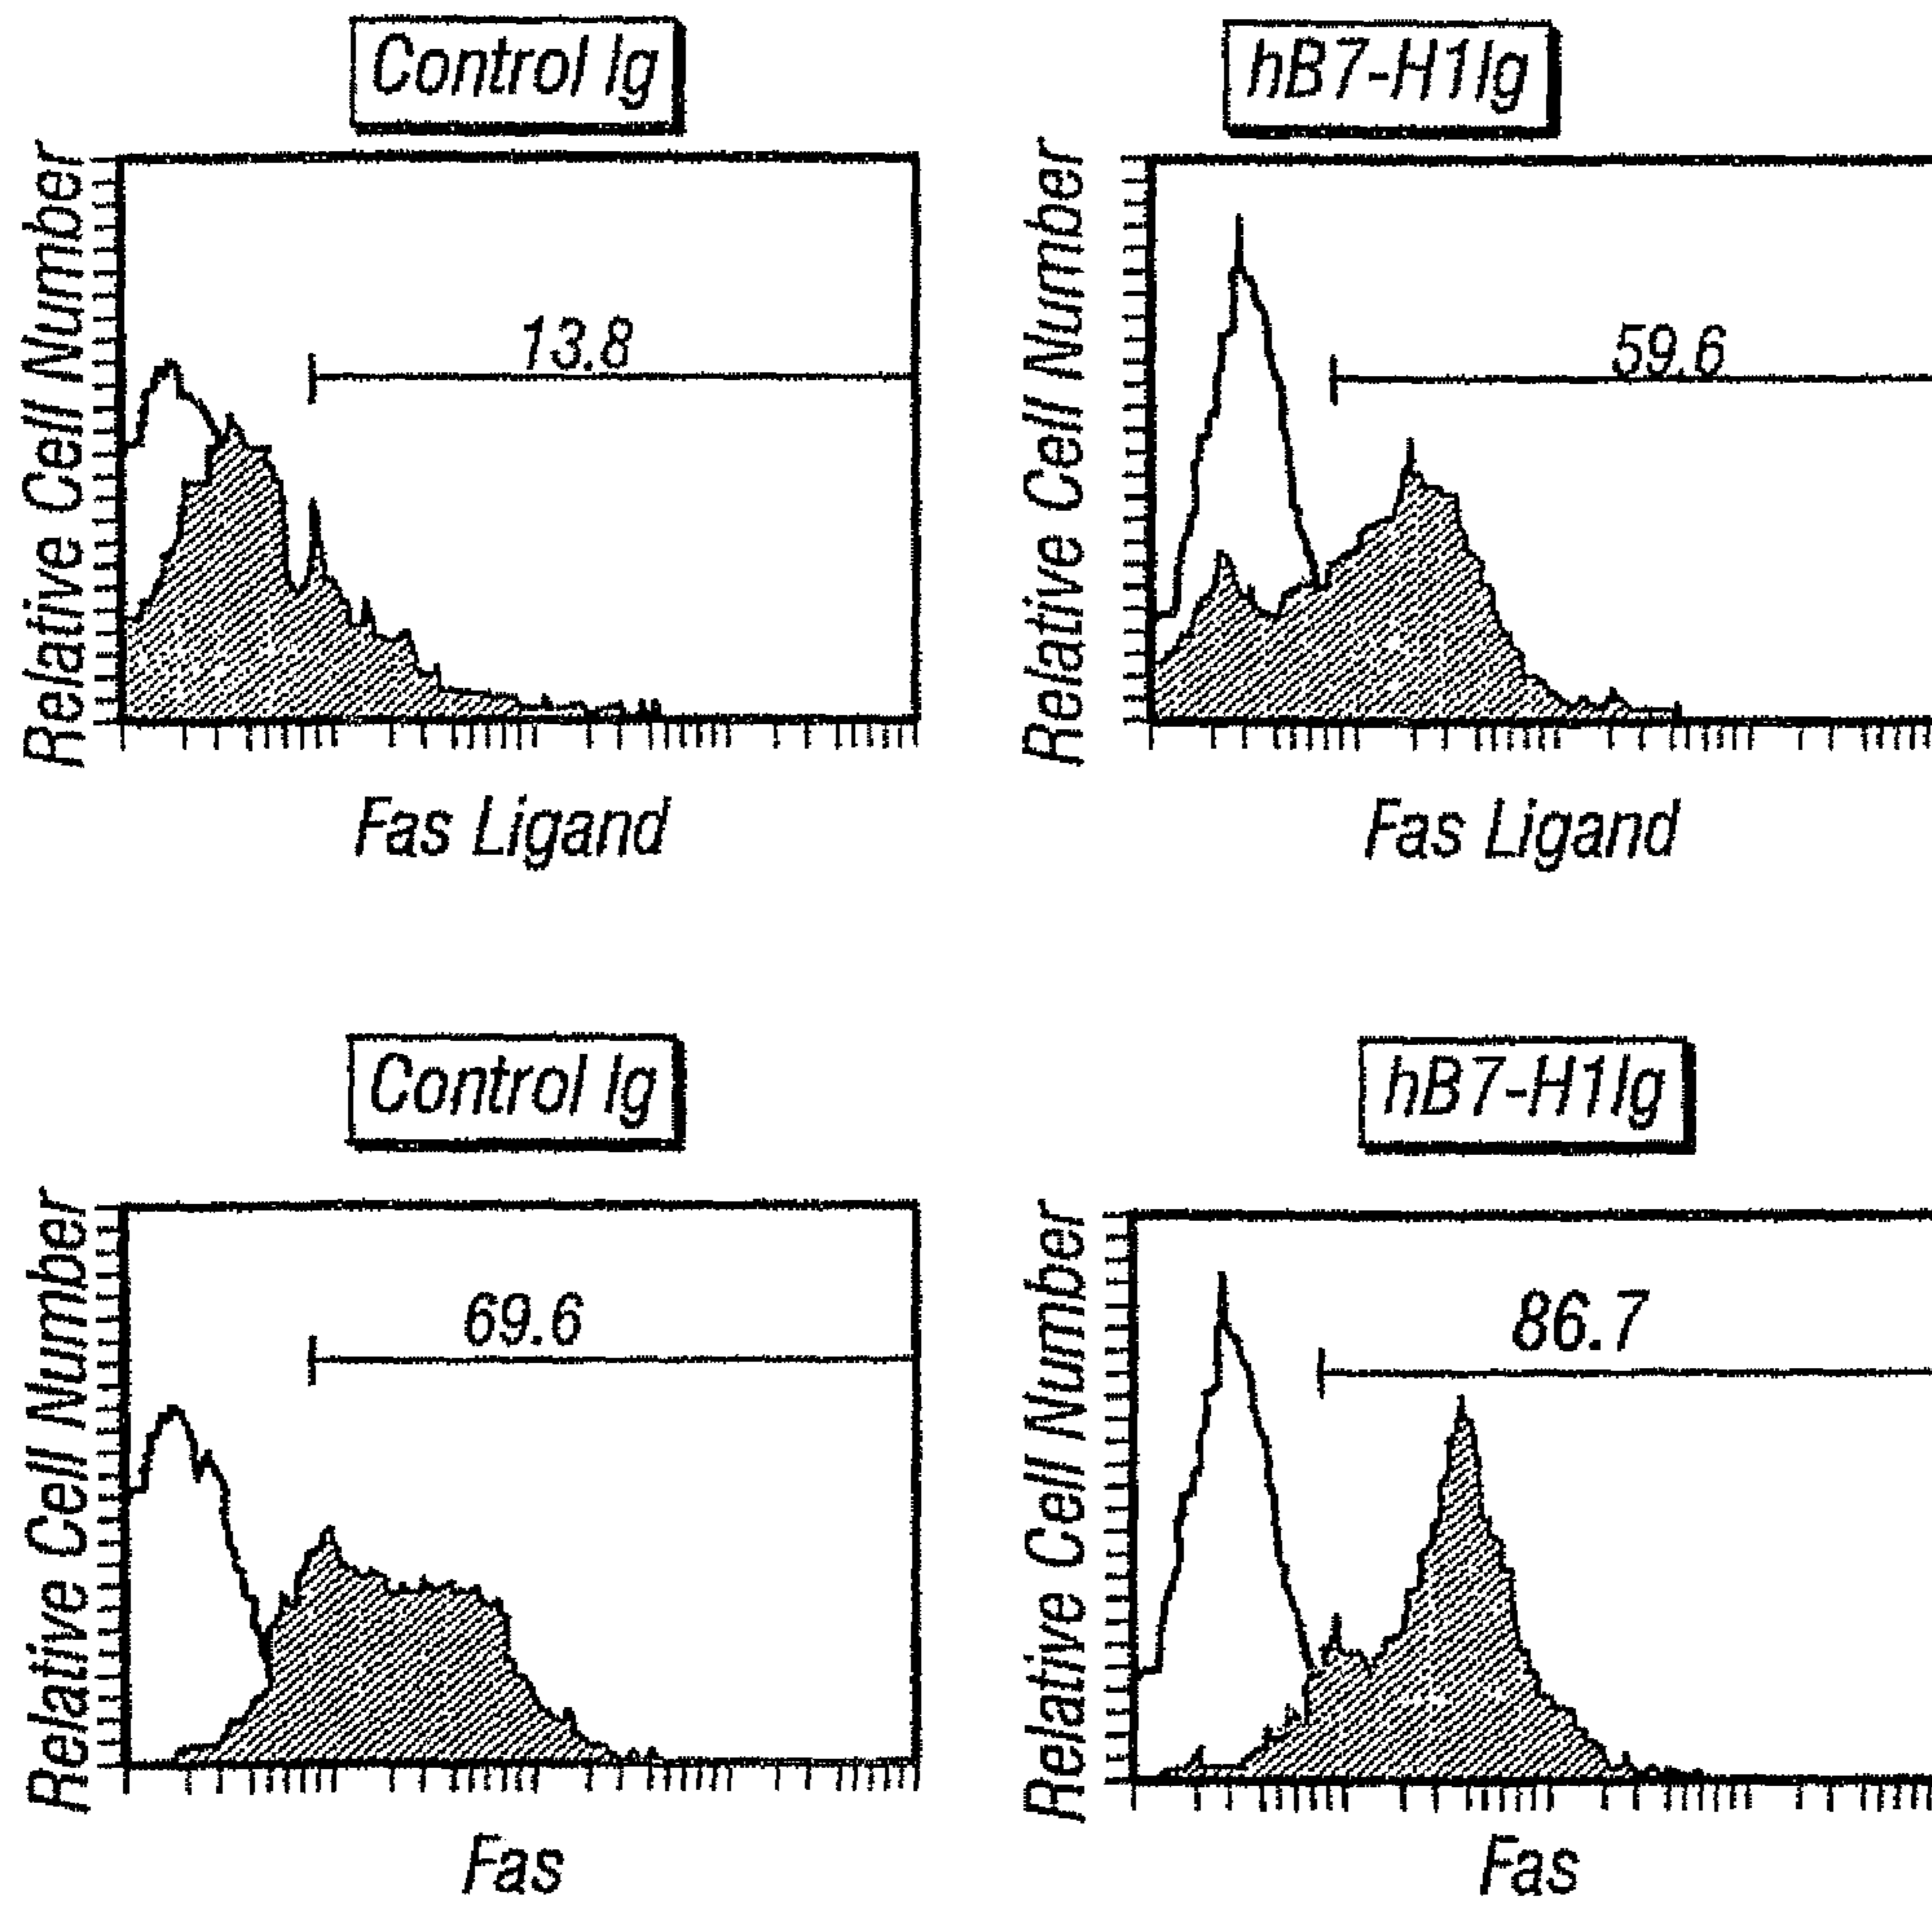 Control Ig
hB7-H1Ig
Relative Cell Number
13.8
Relative Cell Number
59.6
Fas Ligand
Fas Ligand
Control Ig
hB7-H1Ig
Relative Cell Number
69.6
Relative Cell Number
86.7
Fas
Fas